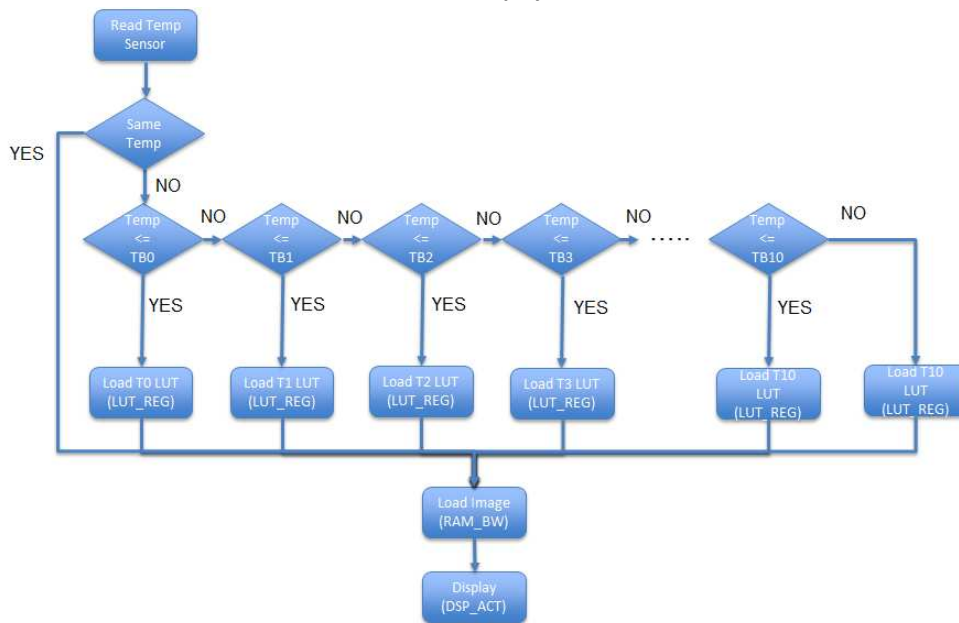 Read Temp
Sensor
Same
Temp
YES
NO
Temp
<=
TB0
NO
Temp
<=
TB1
NO
Temp
<=
TB2
NO
Temp
<=
TB3
NO
.....
Temp
<=
TB10
NO
YES
YES
YES
YES
YES
Load T0 LUT
(LUT_REG)
Load T1 LUT
(LUT_REG)
Load T2 LUT
(LUT_REG)
Load T3 LUT
(LUT_REG)
Load T10
LUT
(LUT_REG)
Load T10
LUT
(LUT_REG)
Load Image
(RAM_BW)
Display
(DSP_ACT)